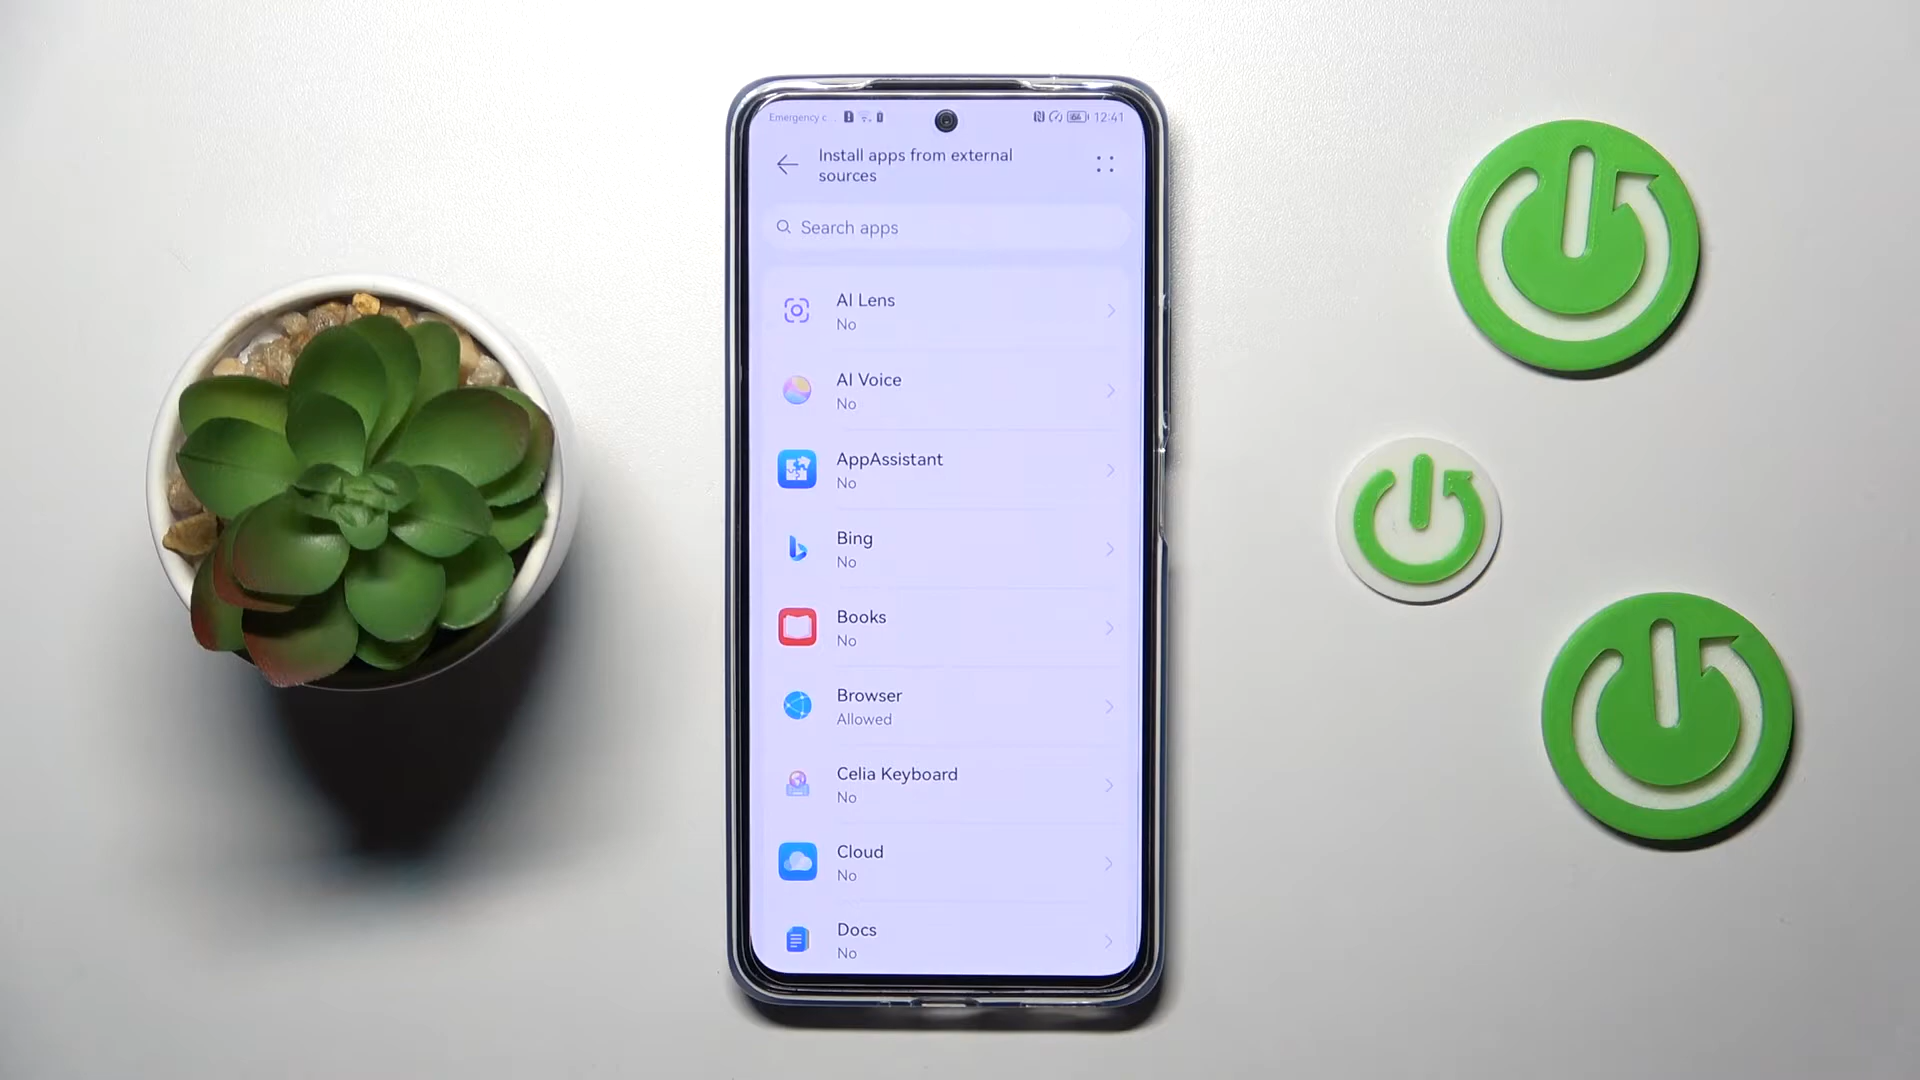 Emergency c
12:41
Install apps from external
sources
Search apps
AI Lens
No
AI Voice
No
AppAssistant
No
Bing
No
Books
No
Browser
Allowed
Celia Keyboard
No
Cloud
No
Docs
No